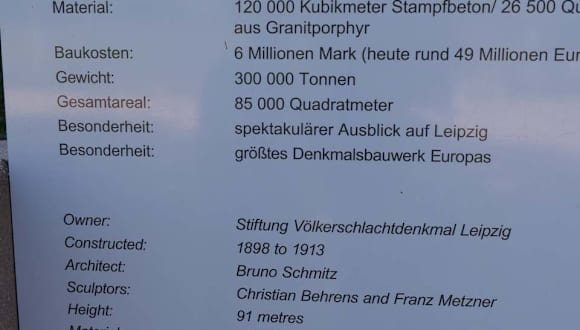 Material: 120 000 Kubikmeter Stampfbeton/ 26 500
aus Granitporphyr
Baukosten: 6 Millionen Mark (heute rund 49 Millionen
Gewicht: 300 000 Tonnen
Gesamtareal: 85 000 Quadratmeter
Besonderheit: spektakulärer Ausblick auf Leipzig
Besonderheit: größtes Denkmalsbauwerk Europas
Owner: Stiftung Völkerschlachtdenkmal Leipzig
Constructed: 1898 to 1913
Architect: Bruno Schmitz
Sculptors: Christian Behrens and Franz Metzner
Height: 91 metres